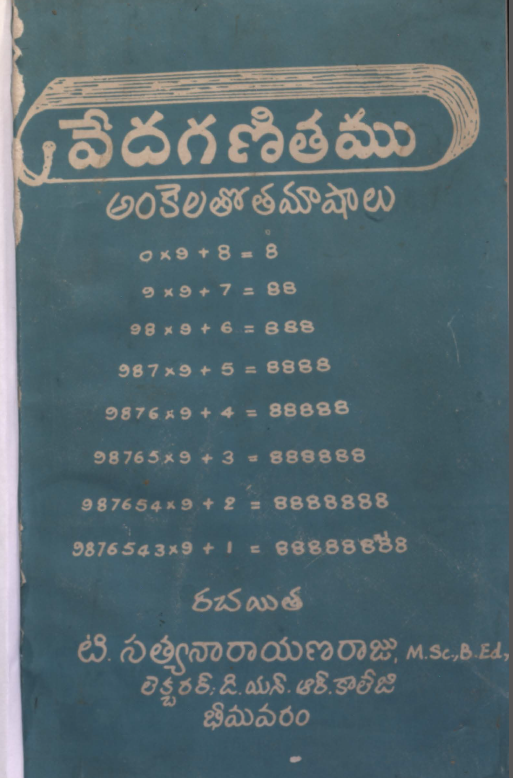 వేదగణితము
అంకెలతో తమాషాలు
0 x 9 + 8 = 8
9 x 9 + 7 = 88
98 x 9 + 6 = 888
987 x 9 + 5 = 8888
9876 x 9 + 4 = 88888
98765 x 9 + 3 = 888888
987654 x 9 + 2 = 8888888
9876543 x 9 + 1 = 88888888
రచయిత
టి. సత్యనారాయణరాజు, M.Sc.,B.Ed.,
లెక్చరర్, డి.యన్.ఆర్.కాలేజి
భీమవరం